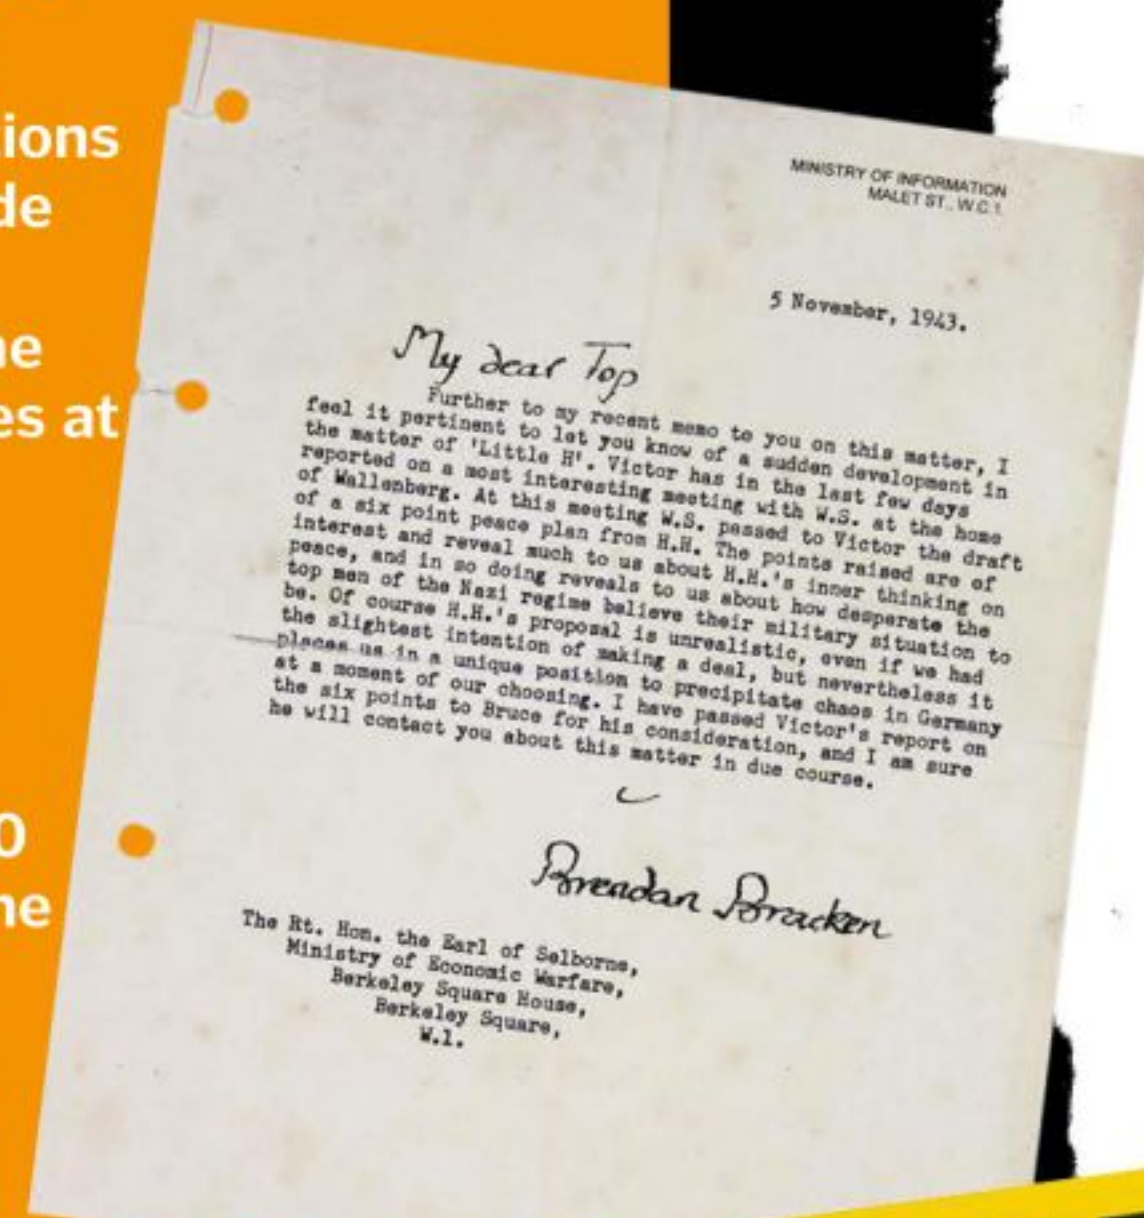 tions
de
ne
es at
0
ne
MINISTRY OF INFORMATION
MALET ST., W.C.1.
5 November, 1943.
My dear Top
Further to my recent memo to you on this matter, I
feel it pertinent to let you know of a sudden development in
the matter of 'Little H'. Victor has in the last few days
reported on a most interesting meeting with W.S. at the home
of Wallenberg. At this meeting W.S. passed to Victor the draft
of a six point peace plan from H.H. The points raised are of
interest and reveal much to us about H.H.'s inner thinking on
peace, and in so doing reveals to us about how desperate the
top men of the Nazi regime believe their military situation to
be. Of course H.H.'s proposal is unrealistic, even if we had
the slightest intention of making a deal, but nevertheless it
places us in a unique position to precipitate chaos in Germany
at a moment of our choosing. I have passed Victor's report on
the six points to Bruce for his consideration, and I am sure
he will contact you about this matter in due course.
Brendan Bracken
The Rt. Hon. the Earl of Selborne,
Ministry of Economic Warfare,
Berkeley Square House,
Berkeley Square,
W.1.